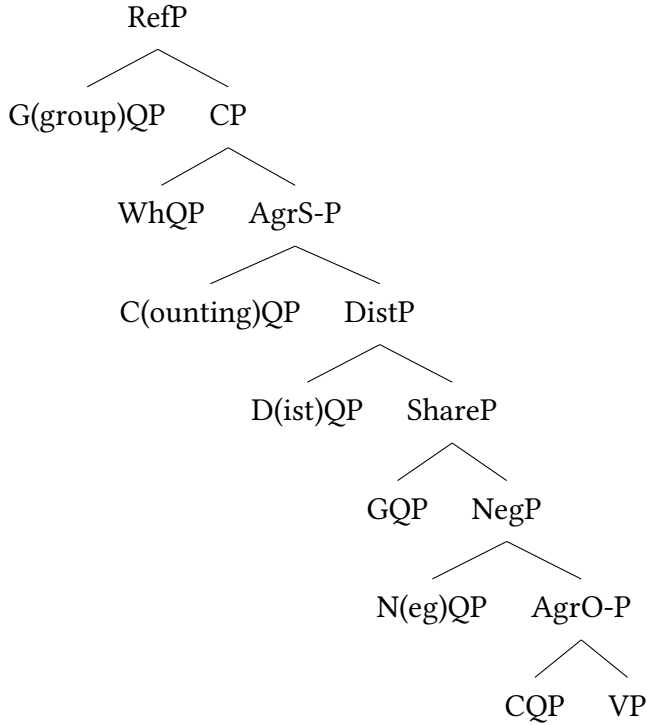 RefP
G(group)QP CP
WhQP AgrS-P
C(ounting)QP DistP
D(ist)QP ShareP
GQP NegP
N(eg)QP AgrO-P
CQP VP